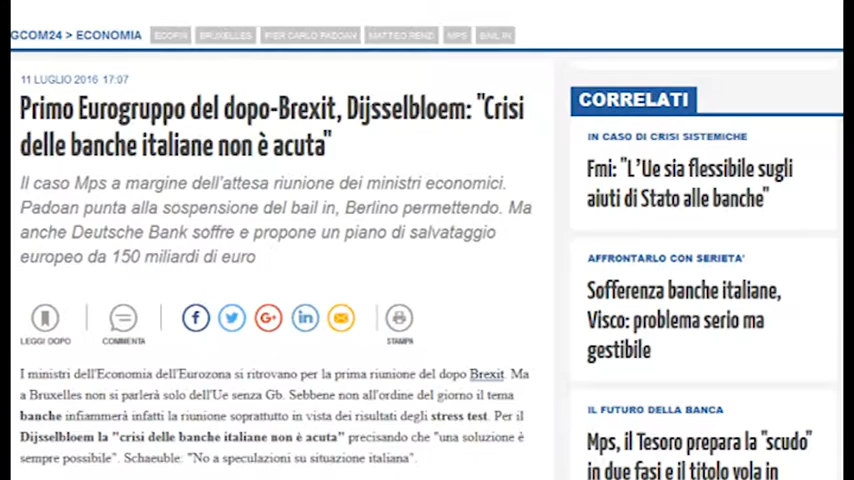 GCOM24 > ECONOMIA ECOFIN BRUXELLES PIER CARLO PADOAN MATTEO RENZI MPS BAIL IN
11 LUGLIO 2016 17:07
Primo Eurogruppo del dopo-Brexit, Dijsselbloem: "Crisi
delle banche italiane non è acuta"
Il caso Mps a margine dell'attesa riunione dei ministri economici.
Padoan punta alla sospensione del bail in, Berlino permettendo. Ma
anche Deutsche Bank soffre e propone un piano di salvataggio
europeo da 150 miliardi di euro
LEGGI DOPO
COMMENTA
f
G+
in
STAMPA
I ministri dell'Economia dell'Eurozona si ritrovano per la prima riunione del dopo Brexit. Ma
a Bruxelles non si parlerà solo dell'Ue senza Gb. Sebbene non all'ordine del giorno il tema
banche infiammerà infatti la riunione soprattutto in vista dei risultati degli stress test. Per il
Dijsselbloem la "crisi delle banche italiane non è acuta" precisando che "una soluzione è
sempre possibile". Schaeuble: "No a speculazioni su situazione italiana".
CORRELATI
IN CASO DI CRISI SISTEMICHE
Fmi: "L'Ue sia flessibile sugli
aiuti di Stato alle banche"
AFFRONTARLO CON SERIETA'
Sofferenza banche italiane,
Visco: problema serio ma
gestibile
IL FUTURO DELLA BANCA
Mps, il Tesoro prepara la "scudo"
in due fasi e il titolo vola in